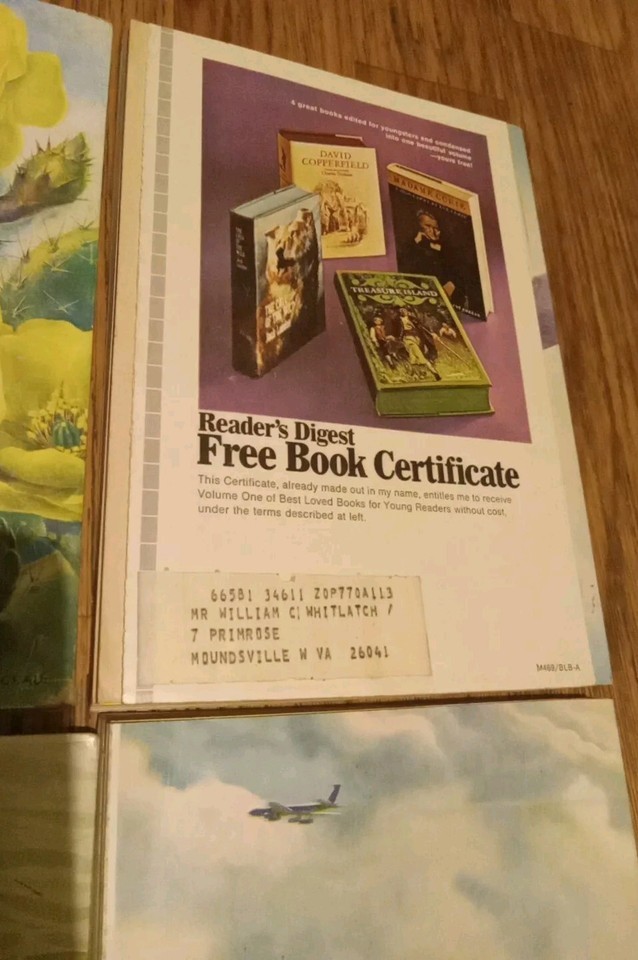 4 great books edited for youngsters and condensed
into one beautiful volume
—yours free!
DAVID
COPPERFIELD
Charles Dickens
MADAME CURIE
TREASURE ISLAND
Reader's Digest
Free Book Certificate
This Certificate, already made out in my name, entitles me to receive
Volume One of Best Loved Books for Young Readers without cost,
under the terms described at left.
66581 34611 ZOP770A113
MR WILLIAM C WHITLATCH /
7 PRIMROSE
MOUNDSVILLE W VA 26041